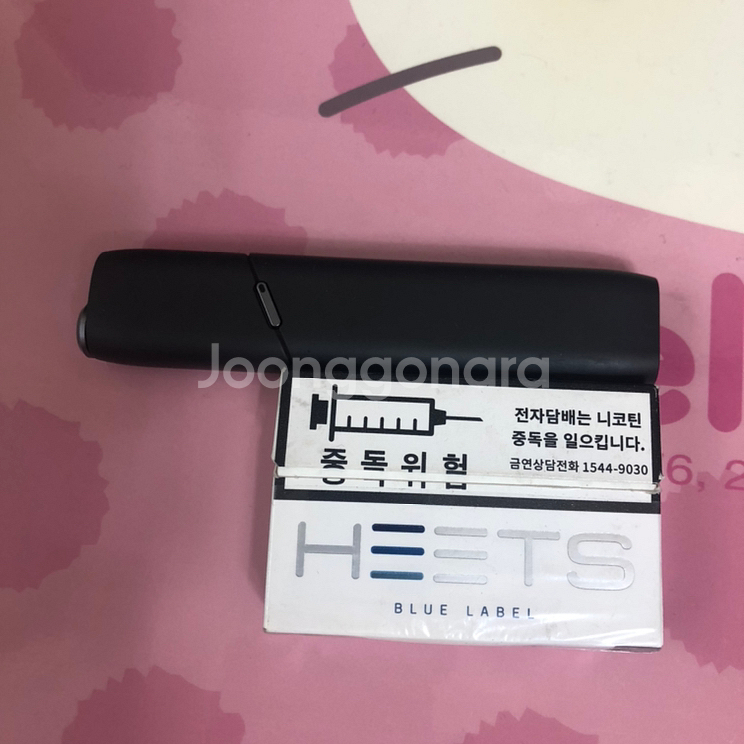 Joonggonara
전자담배는 니코틴
중독을 일으킵니다.
중독위험
금연상담전화 1544-9030
HEETS
BLUE LABEL